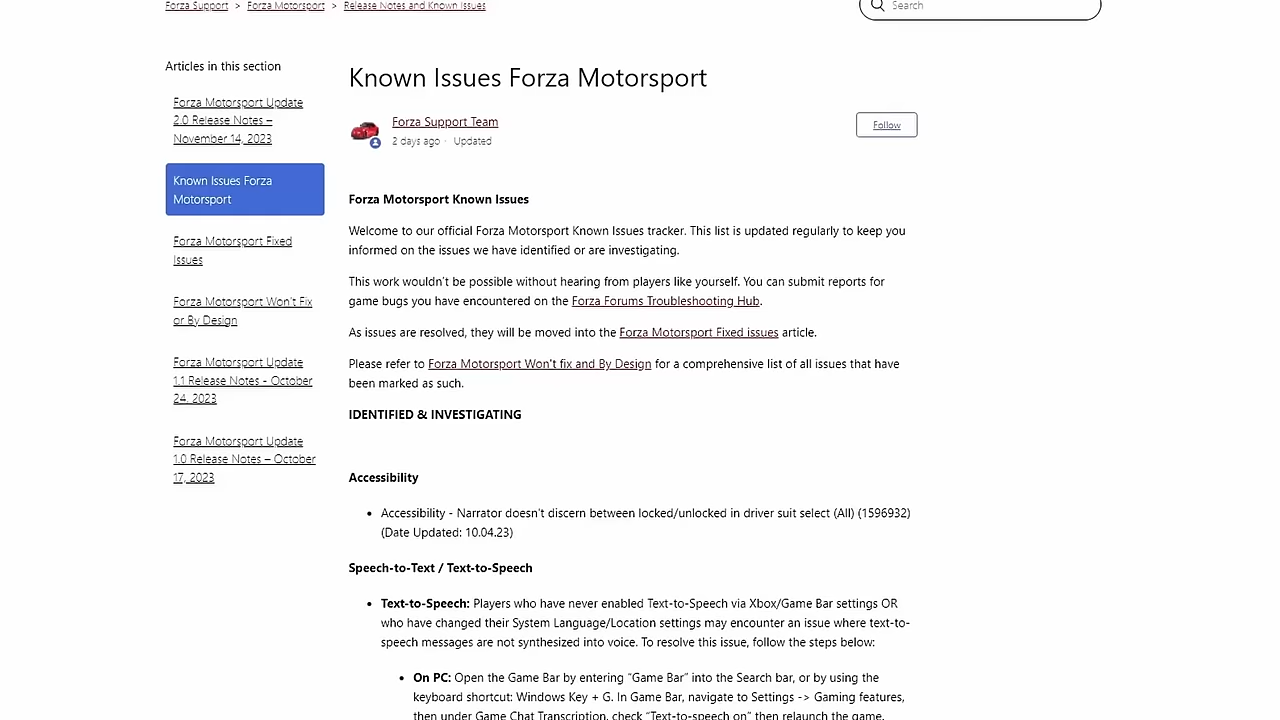 Forza Support > Forza Motorsport > Release Notes and Known Issues
Search
Articles in this section
Forza Motorsport Update
2.0 Release Notes –
November 14, 2023
Known Issues Forza
Motorsport
Forza Motorsport Fixed
Issues
Forza Motorsport Won't Fix
or By Design
Forza Motorsport Update
1.1 Release Notes - October
24, 2023
Forza Motorsport Update
1.0 Release Notes – October
17, 2023
Known Issues Forza Motorsport
Forza Support Team
2 days ago · Updated
Follow
Forza Motorsport Known Issues
Welcome to our official Forza Motorsport Known Issues tracker. This list is updated regularly to keep you
informed on the issues we have identified or are investigating.
This work wouldn't be possible without hearing from players like yourself. You can submit reports for
game bugs you have encountered on the Forza Forums Troubleshooting Hub.
As issues are resolved, they will be moved into the Forza Motorsport Fixed issues article.
Please refer to Forza Motorsport Won't fix and By Design for a comprehensive list of all issues that have
been marked as such.
IDENTIFIED & INVESTIGATING
Accessibility
• Accessibility - Narrator doesn't discern between locked/unlocked in driver suit select (All) (1596932)
(Date Updated: 10.04.23)
Speech-to-Text / Text-to-Speech
• Text-to-Speech: Players who have never enabled Text-to-Speech via Xbox/Game Bar settings OR
who have changed their System Language/Location settings may encounter an issue where text-to-
speech messages are not synthesized into voice. To resolve this issue, follow the steps below:
• On PC: Open the Game Bar by entering “Game Bar” into the Search bar, or by using the
keyboard shortcut: Windows Key + G. In Game Bar, navigate to Settings -> Gaming features,
then under Game Chat Transcription, check “Text-to-speech on” then relaunch the game.